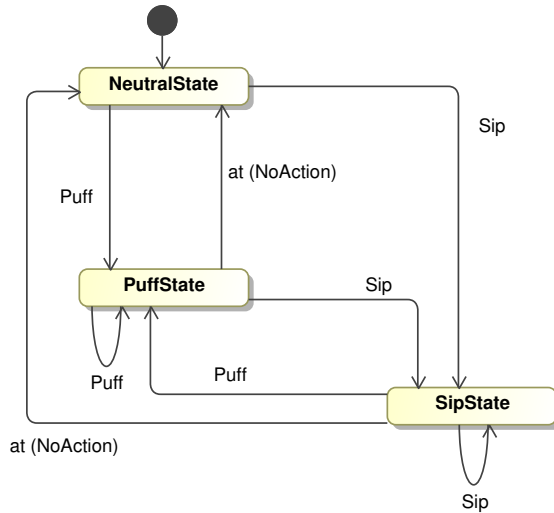 NeutralState
Sip
at (NoAction)
Puff
PuffState
Sip
Puff
Puff
SipState
at (NoAction)
Sip